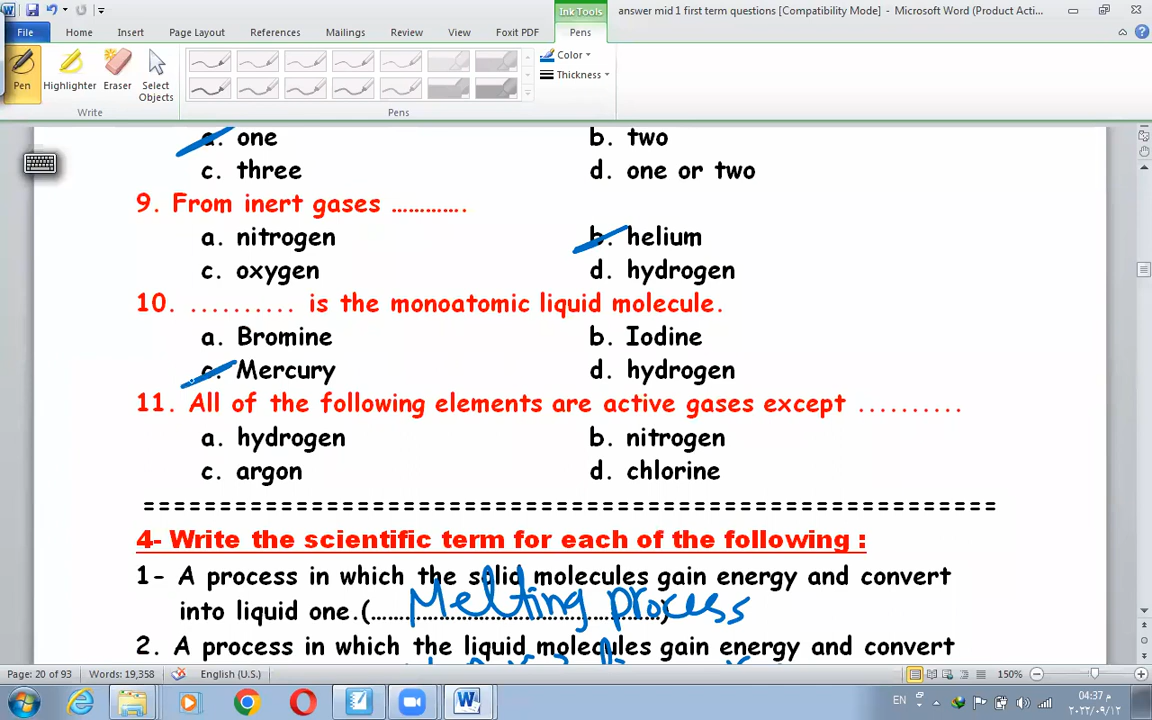 Ink Tools
answer mid 1 first term questions [Compatibility Mode] - Microsoft Word (Product Acti...
File Home Insert Page Layout References Mailings Review View Foxit PDF Pens
Pen Highlighter Eraser Select Objects
Color
Thickness
Write Pens
a. one b. two
c. three d. one or two
9. From inert gases ………….
a. nitrogen b. helium
c. oxygen d. hydrogen
10. .......... is the monoatomic liquid molecule.
a. Bromine b. Iodine
c. Mercury d. hydrogen
11. All of the following elements are active gases except ..........
a. hydrogen b. nitrogen
c. argon d. chlorine
===================================================
4- Write the scientific term for each of the following :
1- A process in which the solid molecules gain energy and convert
into liquid one.(.......................................)
Melting process
2. A process in which the liquid molecules gain energy and convert
Page: 20 of 93 Words: 19,358 English (U.S.) 150%
EN 04:37 م
٢٠٢٢/٠٩/١٢